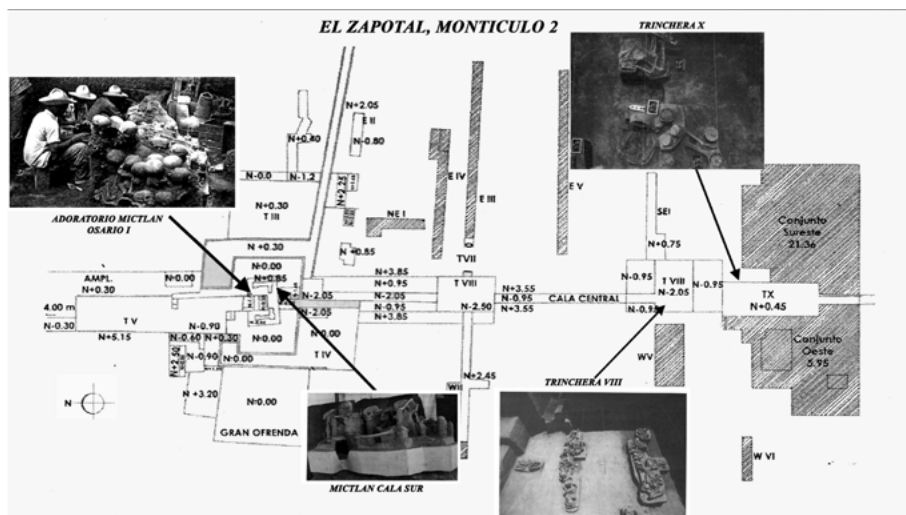 EL ZAPOTAL, MONTICULO 2
TRINCHERA X
N+2.05
E II
N-0.80
N+0.40
N-0.0
N-1.2
E IV
E III
E V
N+2.25
N+0.30
T III
NE I
SEI
ADORATORIO MICTLAN
OSARIO I
N +0.30
N+0.85
TVII
N+0.75
Conjunto
Sureste
21.36
N=0.00
N=0.00
N+0.85
AMPL.
N+0.30
N+3.85
N+0.95
T VIII
N+3.55
N-0.95
T VIII
N-2.05
N-0.95
TX
N+0.45
4.00 m
N-2.05
N-2.05
N-0.95
CALA CENTRAL
N-0.30
T V
N-0.90
N-2.05
N-0.95
N-2.50
N+3.55
N+5.15
N+3.85
N-0.60
N+0.30
N=0.00
T IV
Conjunto
Oeste
5.95
N+2.50
N-0.90
N=0.00
N+2.45
WV
TRINCHERA VIII
N
N +3.20
N=0.00
GRAN OFRENDA
W VI
MICTLAN CALA SUR